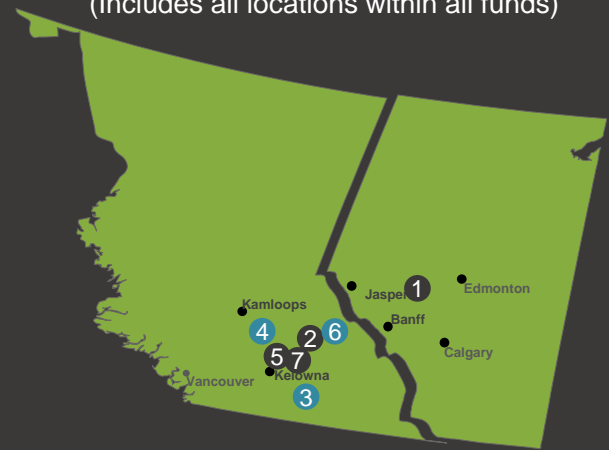 (Includes all locations within all funds)
Jasper
1
Edmonton
Kamloops
Banff
4
2
6
Calgary
5
7
Kelowna
Vancouver
3